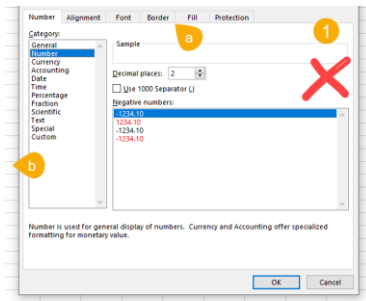 Number Alignment Font Border Fill Protection
1
a
Category:
General
Number
Currency
Accounting
Date
Time
Percentage
Fraction
Scientific
Text
Special
Custom
b
Sample
Decimal places: 2
Use 1000 Separator (,)
Negative numbers:
-1234.10
1234.10
-1234.10
-1234.10
Number is used for general display of numbers. Currency and Accounting offer specialized
formatting for monetary value.
OK Cancel